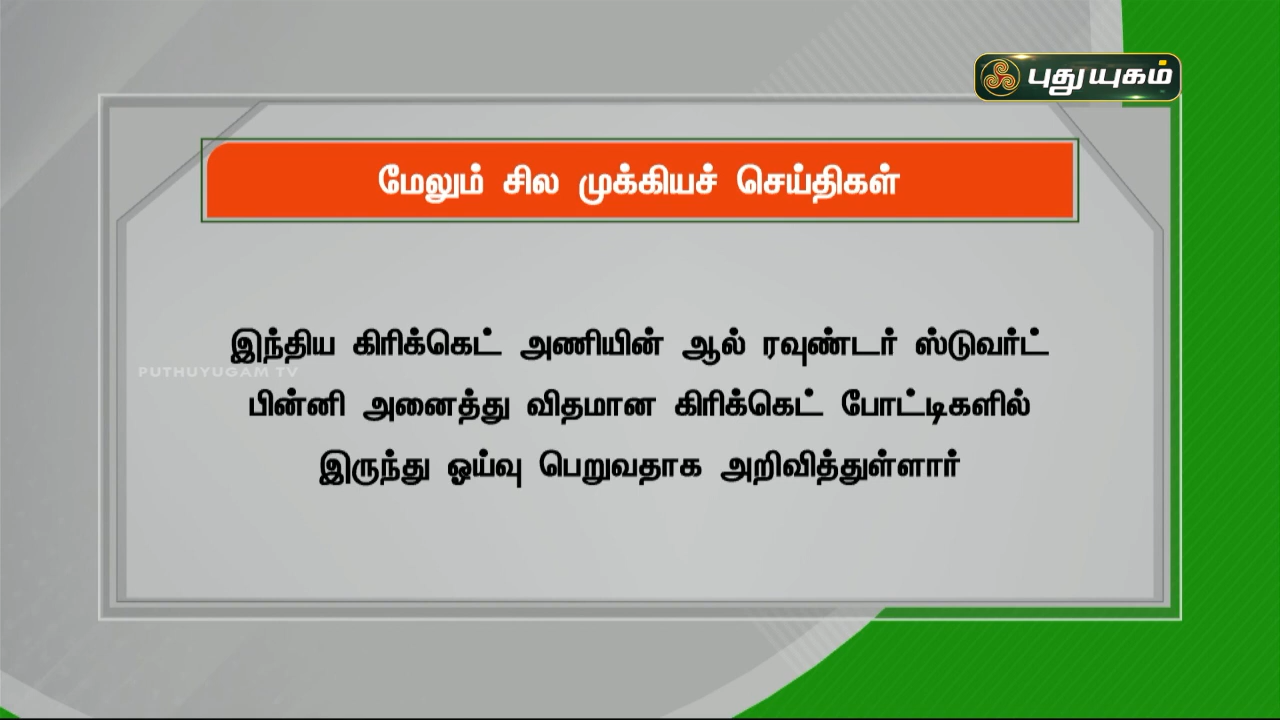 புதுயுகம்
மேலும் சில முக்கியச் செய்திகள்
இந்திய கிரிக்கெட் அணியின் ஆல் ரவுண்டர் ஸ்டுவர்ட்
PUTHUYUGAM TV
பின்னி அனைத்து விதமான கிரிக்கெட் போட்டிகளில்
இருந்து ஓய்வு பெறுவதாக அறிவித்துள்ளார்